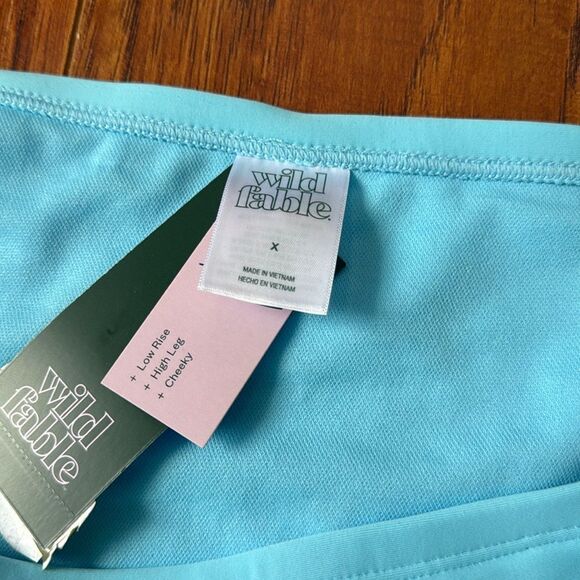 wild
fable
X
MADE IN VIETNAM
HECHO EN VIETNAM
+ Low Rise
+ High Leg
+ Cheeky
wild
fable